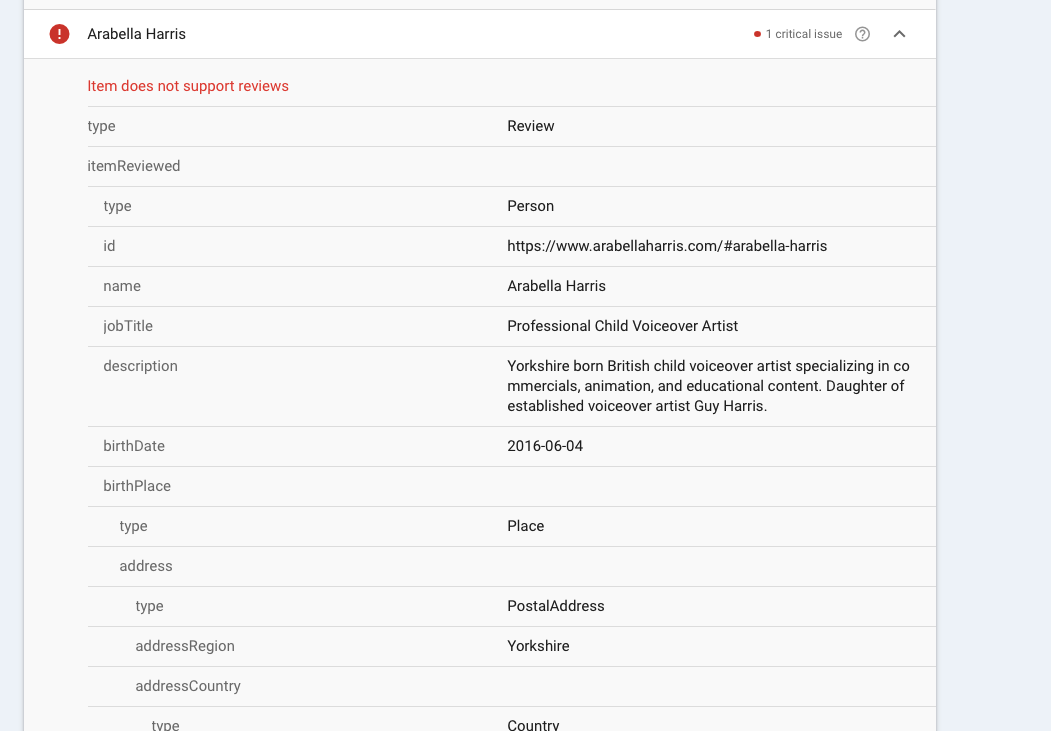 Arabella Harris
1 critical issue
Item does not support reviews
type Review
itemReviewed
type Person
id https://www.arabellaharris.com/#arabella-harris
name Arabella Harris
jobTitle Professional Child Voiceover Artist
description Yorkshire born British child voiceover artist specializing in co
mmercials, animation, and educational content. Daughter of
established voiceover artist Guy Harris.
birthDate 2016-06-04
birthPlace
type Place
address
type PostalAddress
addressRegion Yorkshire
addressCountry
type Country